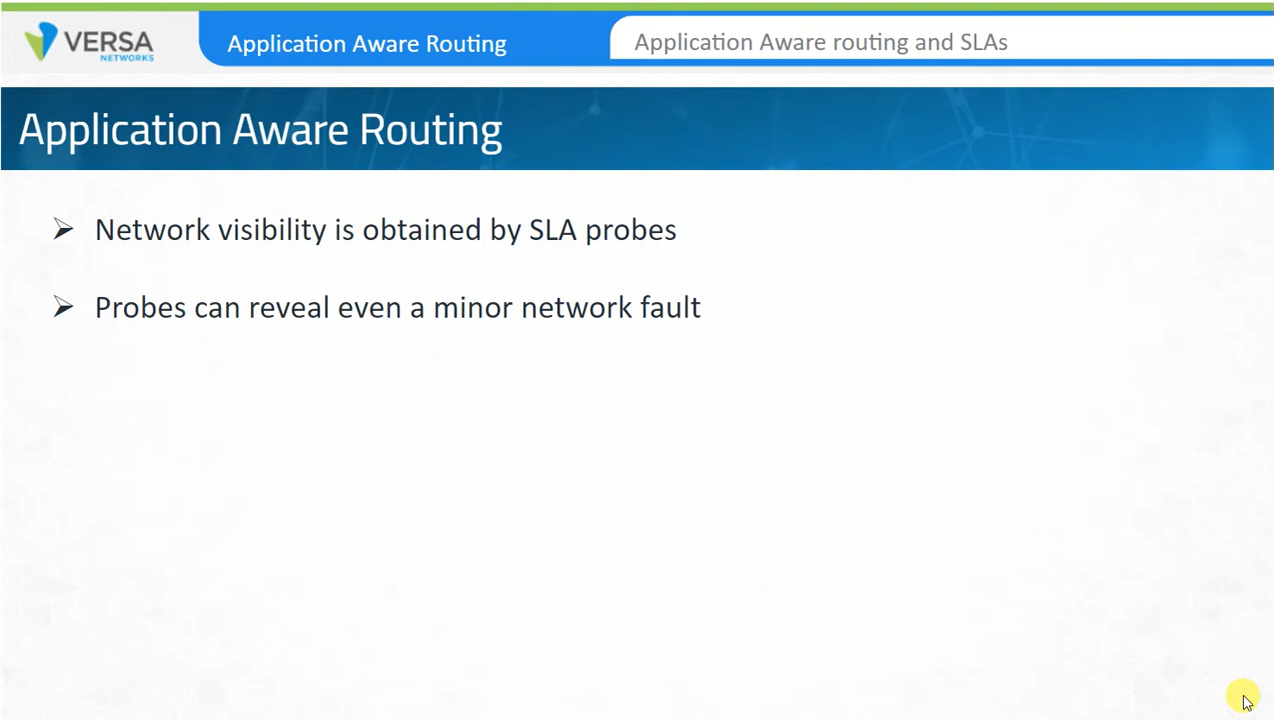 VERSA
NETWORKS
Application Aware Routing
Application Aware routing and SLAs
Application Aware Routing
Network visibility is obtained by SLA probes
Probes can reveal even a minor network fault